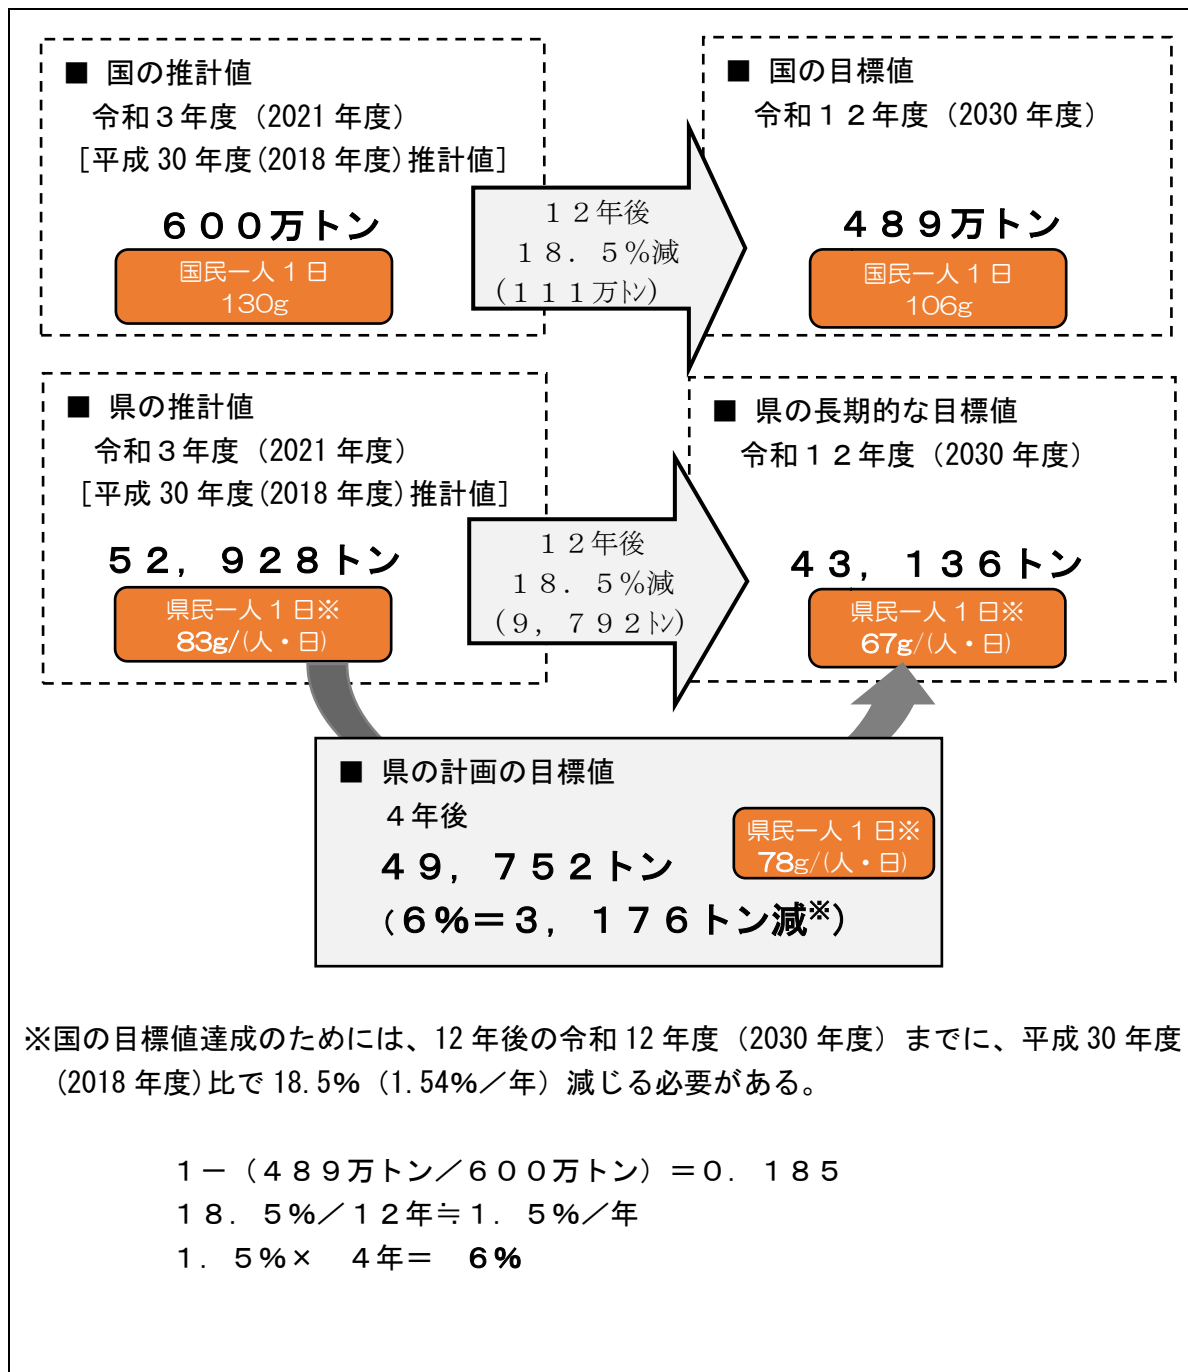 ■ 国の推計値
令和３年度（2021 年度）
［平成 30 年度(2018 年度)推計値］
６００万トン
国民一人１日
130g
１２年後
１８．５％減
(１１１万㌧)
■ 国の目標値
令和１２年度（2030 年度）
４８９万トン
国民一人１日
106g
■ 県の推計値
令和３年度（2021 年度）
［平成 30 年度(2018 年度)推計値］
５２，９２８トン
県民一人１日※
83g/(人・日)
１２年後
１８．５％減
(９，７９２㌧)
■ 県の長期的な目標値
令和１２年度（2030 年度）
４３，１３６トン
県民一人１日※
67g/(人・日)
■ 県の計画の目標値
４年後
４９，７５２トン
（６％＝３，１７６トン減※）
県民一人１日※
78g/(人・日)
※国の目標値達成のためには、12 年後の令和 12 年度（2030 年度）までに、平成 30 年度
(2018 年度)比で 18.5%（1.54%／年）減じる必要がある。
１－（４８９万トン／６００万トン）＝０．１８５
１８．５％／１２年≒１．５％／年
１．５％× ４年＝ ６％